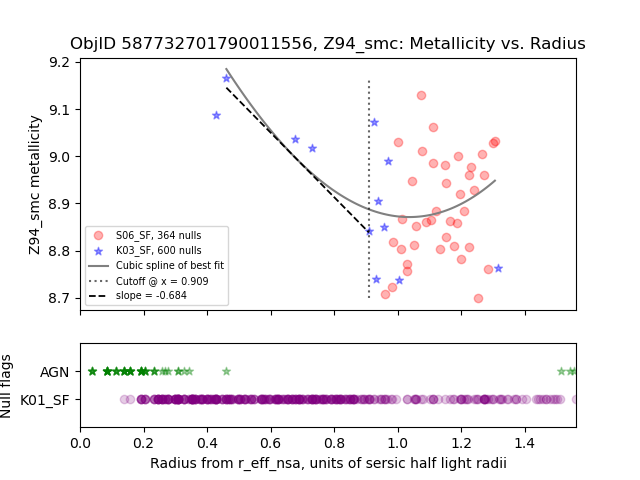 ObjID 587732701790011556, Z94_smc: Metallicity vs. Radius
Z94_smc metallicity
9.2
9.1
9.0
8.9
8.8
8.7
S06_SF, 364 nulls
K03_SF, 600 nulls
Cubic spline of best fit
Cutoff @ x = 0.909
slope = -0.684
Null flags
AGN
K01_SF
0.0 0.2 0.4 0.6 0.8 1.0 1.2 1.4
Radius from r_eff_nsa, units of sersic half light radii